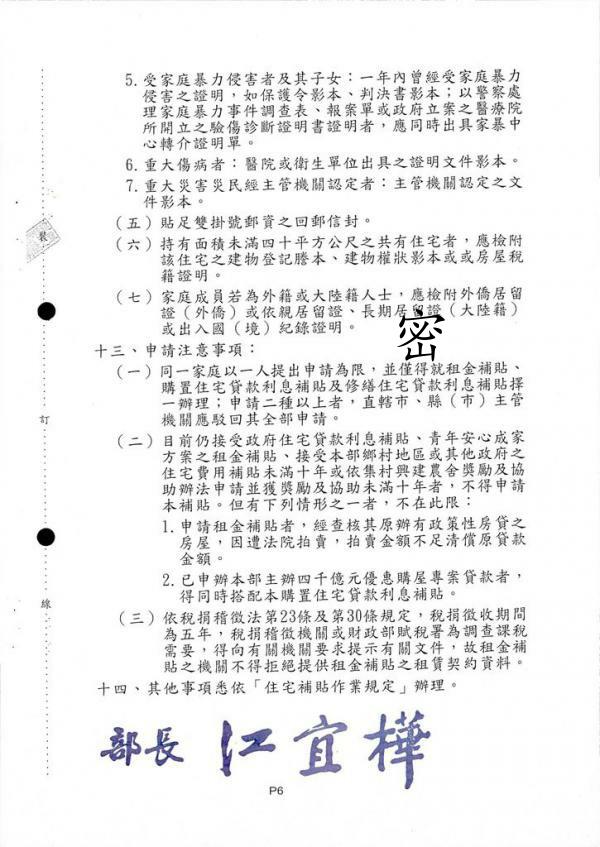 5.受家庭暴力侵害者及其子女：一年內曾經受家庭暴力
侵害之證明，如保護令影本、判決書影本；以警察處
理家庭暴力事件調查表、報案單或政府立案之醫療院
所開立之驗傷診斷證明書證明者，應同時出具家暴中
心轉介證明單。
6.重大傷病者：醫院或衛生單位出具之證明文件影本。
7.重大災害災民經主管機關認定者：主管機關認定之文
件影本。
（五）貼足雙掛號郵資之回郵信封。
（六）持有面積未滿四十平方公尺之共有住宅者，應檢附
該住宅之建物登記謄本、建物權狀影本或或房屋稅
籍證明。
（七）家庭成員若為外籍或大陸籍人士，應檢附外僑居留
證（外僑）或依親居留證、長期居留證（大陸籍）
或出入國（境）紀錄證明。
密
十三、申請注意事項：
（一）同一家庭以一人提出申請為限，並僅得就租金補貼、
購置住宅貸款利息補貼及修繕住宅貸款利息補貼擇
一辦理；申請二種以上者，直轄市、縣（市）主管
機關應駁回其全部申請。
（二）目前仍接受政府住宅貸款利息補貼、青年安心成家
方案之租金補貼、接受本部鄉村地區或其他政府之
住宅費用補貼未滿十年或依集村興建農舍獎勵及協
助辦法申請並獲獎勵及協助未滿十年者，不得申請
本補貼。但有下列情形之一者，不在此限：
1.申請租金補貼者，經查核其原辦有政策性房貸之
房屋，因遭法院拍賣，拍賣金額不足清償原貸款
金額。
2.已申辦本部主辦四千億元優惠購屋專案貸款者，
得同時搭配本購置住宅貸款利息補貼。
（三）依稅捐稽徵法第23條及第30條規定，稅捐徵收期間
為五年，稅捐稽徵機關或財政部賦稅署為調查課稅
需要，得向有關機關要求提示有關文件，故租金補
貼之機關不得拒絕提供租金補貼之租賃契約資料。
十四、其他事項悉依「住宅補貼作業規定」辦理。
部長 江宜樺
P6
裝
訂
線